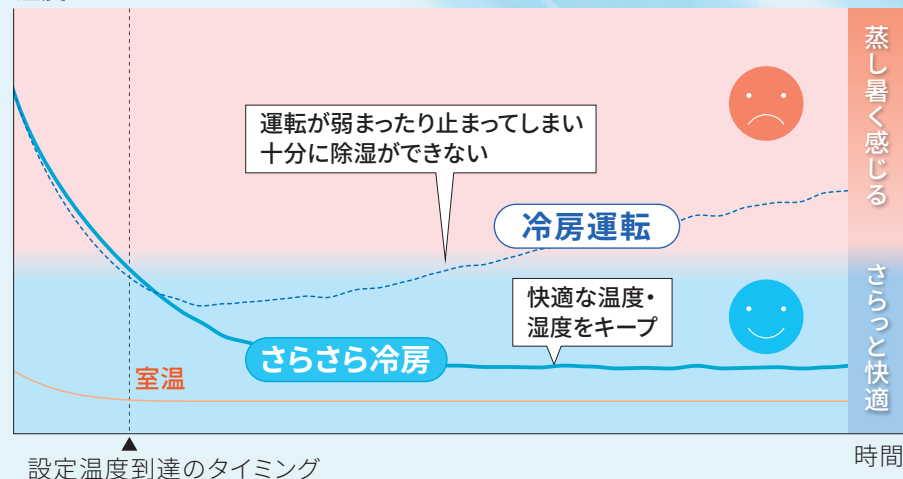 運転が弱まったり止まってしまい
十分に除湿ができない
冷房運転
快適な温度・
湿度をキープ
さらさら冷房
室温
蒸し暑く感じる
さらっと快適
設定温度到達のタイミング
時間